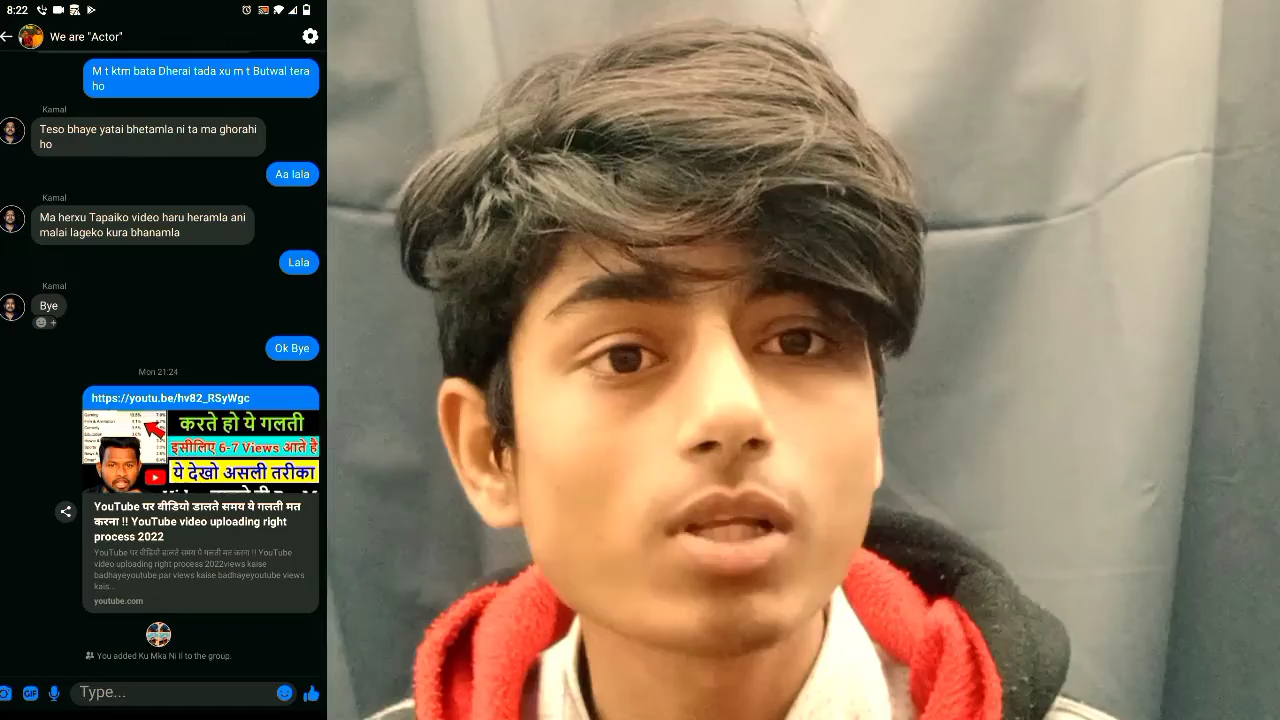 8:22
We are "Actor"
M t ktm bata Dherai tada xu m t Butwal tera
ho
Kamal
Teso bhaye yatai bhetamla ni ta ma ghorahi
ho
Aa lala
Kamal
Ma herxu Tapaiko video haru heramla ani
malai lageko kura bhanamla
Lala
Kamal
Bye
Ok Bye
Mon 21:24
https://youtu.be/hv82_RSyWgc
करते हो ये गलती
इसीलिए 6-7 Views आते है
ये देखो असली तरीका
YouTube पर वीडियो डालते समय ये गलती मत
करना !! YouTube video uploading right
process 2022
YouTube पर वीडियो डालते समय ये गलती मत करना !! YouTube
video uploading right process 2022views kaise
badhayeyoutube par views kaise badhayeyoutube views
kais...
youtube.com
You added Ku Mka Ni Il to the group.
GIF
Type...